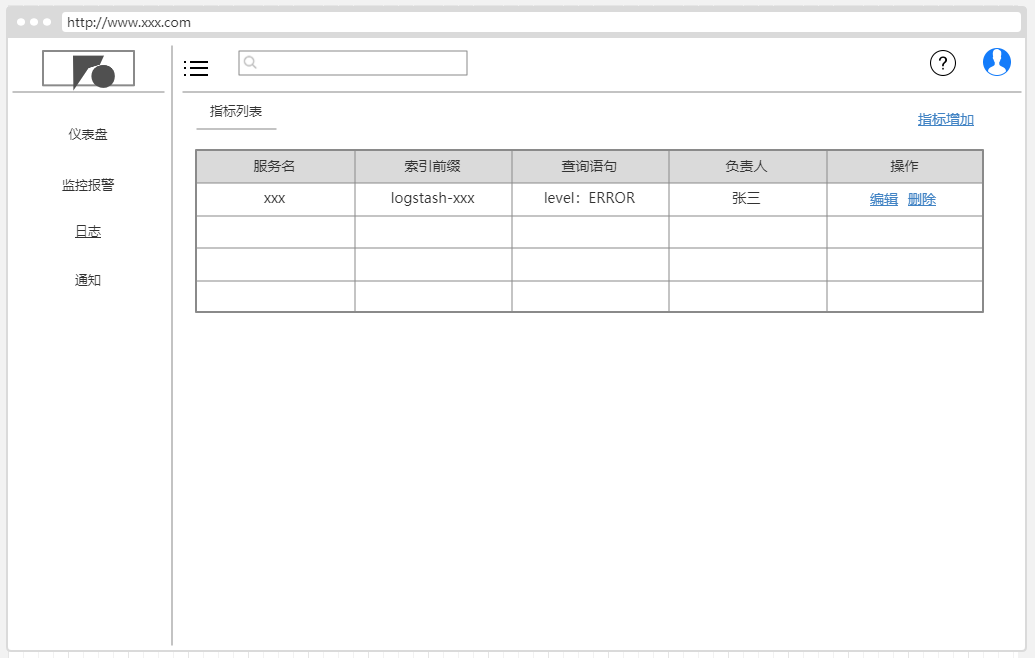 http://www.xxx.com
?
仪表盘
监控报警
日志
通知
指标列表
指标增加
服务名 索引前缀 查询语句 负责人 操作
xxx logstash-xxx level：ERROR 张三 编辑 删除